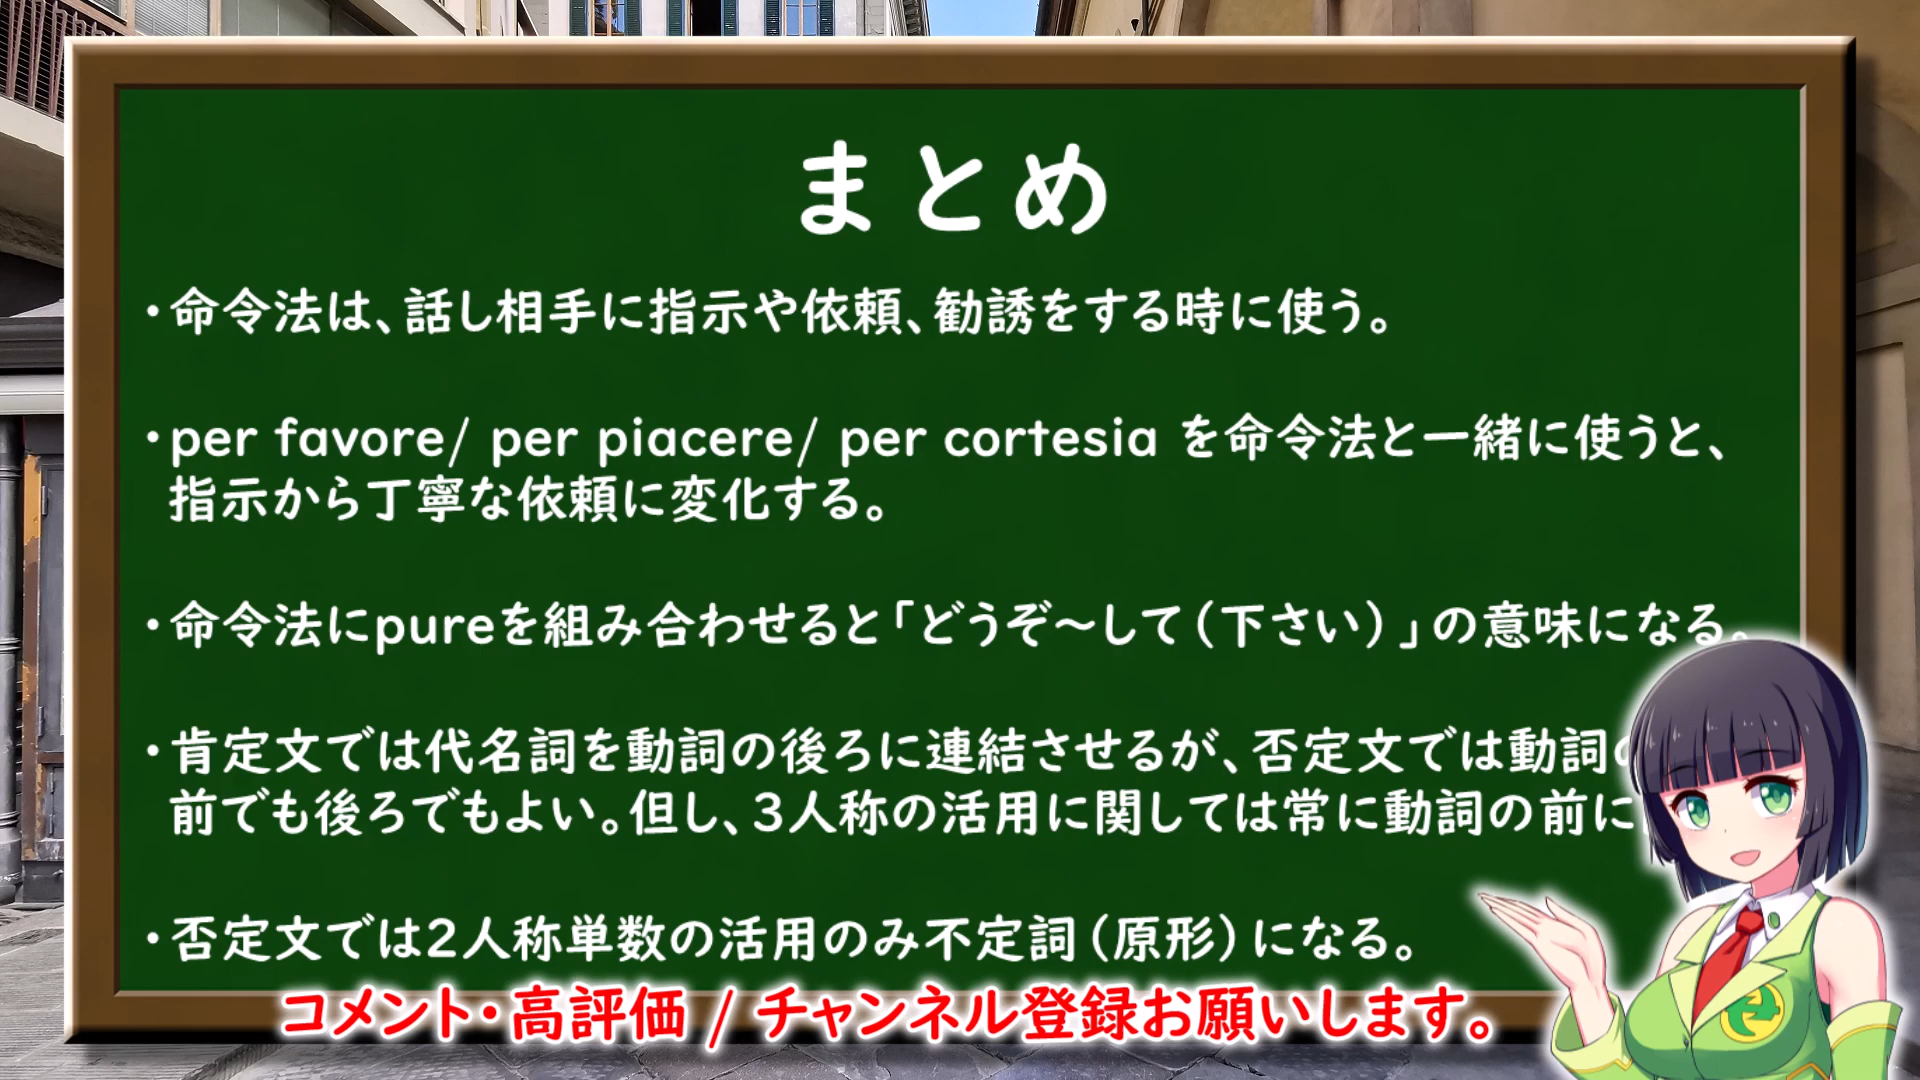 まとめ
・命令法は、話し相手に指示や依頼、勧誘をする時に使う。
・per favore/ per piacere/ per cortesia を命令法と一緒に使うと、
指示から丁寧な依頼に変化する。
・命令法にpureを組み合わせると「どうぞ～して（下さい）」の意味になる。
・肯定文では代名詞を動詞の後ろに連結させるが、否定文では動詞の
前でも後ろでもよい。但し、3人称の活用に関しては常に動詞の前に
・否定文では2人称単数の活用のみ不定詞（原形）になる。
コメント・高評価 / チャンネル登録お願いします。